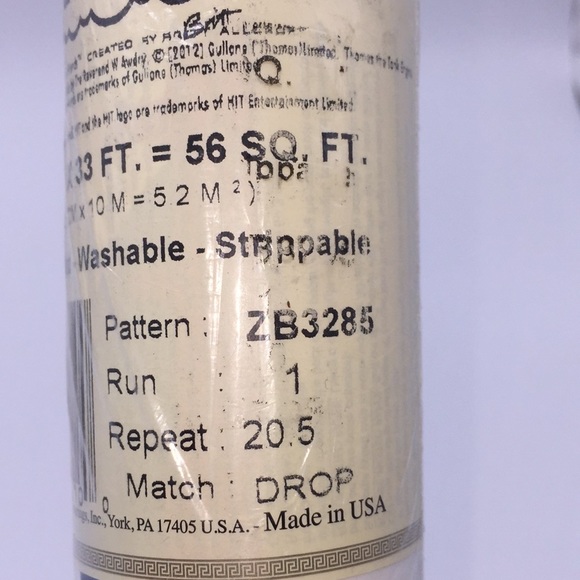 CREATED BY
The Reverend W Awdry. © [2012] Gullane (Thomas) Limited. Thomas the Tank Engine
are trademarks of Gullane (Thomas) Limited.
and the HIT logo are trademarks of HIT Entertainment Limited
33 FT. = 56 SQ. FT.
x 10 M = 5.2 M ²)
- Washable - Strippable
Pattern : ZB3285
Run : 1
Repeat : 20.5
Match : DROP
Inc., York, PA 17405 U.S.A. - Made in USA